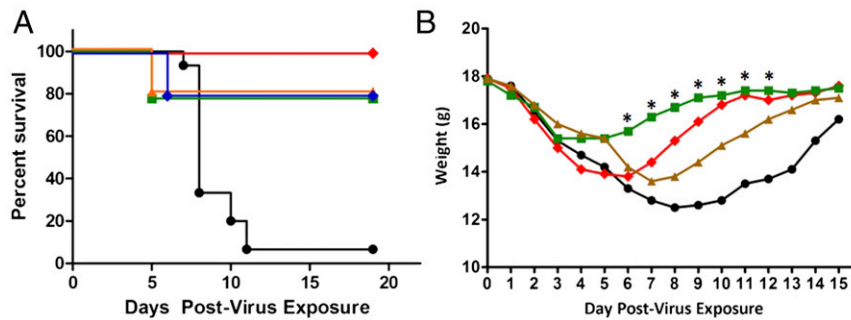 A
Percent survival
100
80
60
40
20
0
0 5 10 15 20
Days Post-Virus Exposure
B
Weight (g)
20
18
16
14
12
10
* * * * * * *
0 1 2 3 4 5 6 7 8 9 10 11 12 13 14 15
Day Post-Virus Exposure